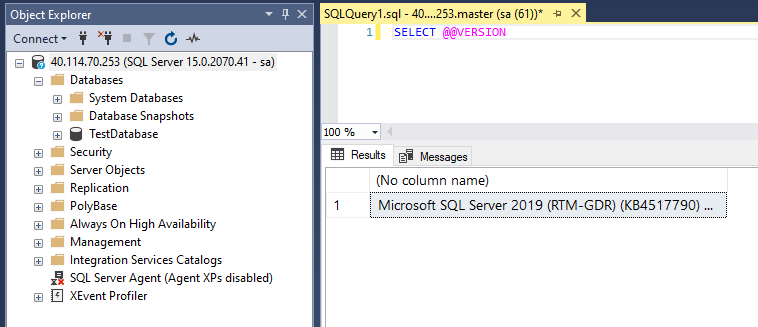 Object Explorer
Connect
40.114.70.253 (SQL Server 15.0.2070.41 - sa)
Databases
System Databases
Database Snapshots
TestDatabase
Security
Server Objects
Replication
PolyBase
Always On High Availability
Management
Integration Services Catalogs
SQL Server Agent (Agent XPs disabled)
XEvent Profiler
SQLQuery1.sql - 40....253.master (sa (61))*
1 SELECT @@VERSION
100 %
Results Messages
(No column name)
1 Microsoft SQL Server 2019 (RTM-GDR) (KB4517790) ...